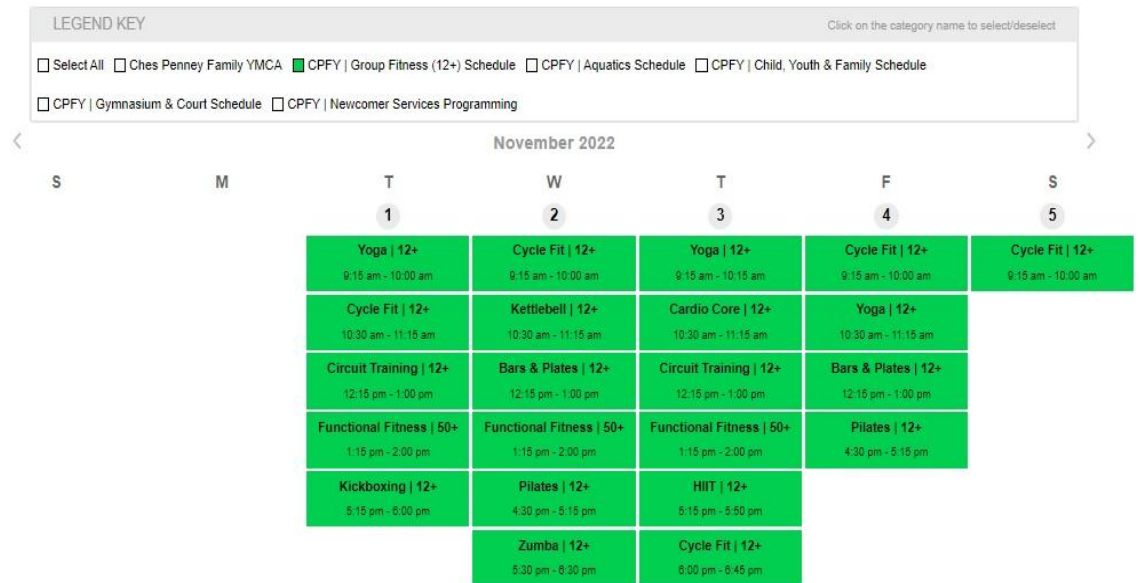 LEGEND KEY Click on the category name to select/deselect
Select All Ches Penney Family YMCA CPFY | Group Fitness (12+) Schedule CPFY | Aquatics Schedule CPFY | Child, Youth & Family Schedule
CPFY | Gymnasium & Court Schedule CPFY | Newcomer Services Programming
November 2022
S M T W T F S
1 2 3 4 5
Yoga | 12+ Cycle Fit | 12+ Yoga | 12+ Cycle Fit | 12+ Cycle Fit | 12+
9:15 am - 10:00 am 9:15 am - 10:00 am 9:15 am - 10:15 am 9:15 am - 10:00 am 9:15 am - 10:00 am
Cycle Fit | 12+ Kettlebell | 12+ Cardio Core | 12+ Yoga | 12+
10:30 am - 11:15 am 10:30 am - 11:15 am 10:30 am - 11:15 am 10:30 am - 11:15 am
Circuit Training | 12+ Bars & Plates | 12+ Circuit Training | 12+ Bars & Plates | 12+
12:15 pm - 1:00 pm 12:15 pm - 1:00 pm 12:15 pm - 1:00 pm 12:15 pm - 1:00 pm
Functional Fitness | 50+ Functional Fitness | 50+ Functional Fitness | 50+ Pilates | 12+
1:15 pm - 2:00 pm 1:15 pm - 2:00 pm 1:15 pm - 2:00 pm 4:30 pm - 5:15 pm
Kickboxing | 12+ Pilates | 12+ HIIT | 12+
5:15 pm - 6:00 pm 4:30 pm - 5:15 pm 5:15 pm - 5:50 pm
Zumba | 12+ Cycle Fit | 12+
5:30 pm - 6:30 pm 6:00 pm - 6:45 pm